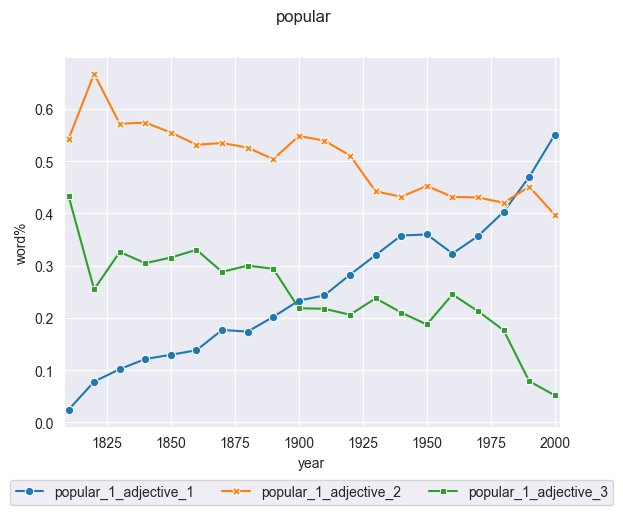 popular
0.6
0.5
0.4
0.3
0.2
0.1
0.0
word%
1825 1850 1875 1900 1925 1950 1975 2000
year
popular_1_adjective_1 popular_1_adjective_2 popular_1_adjective_3